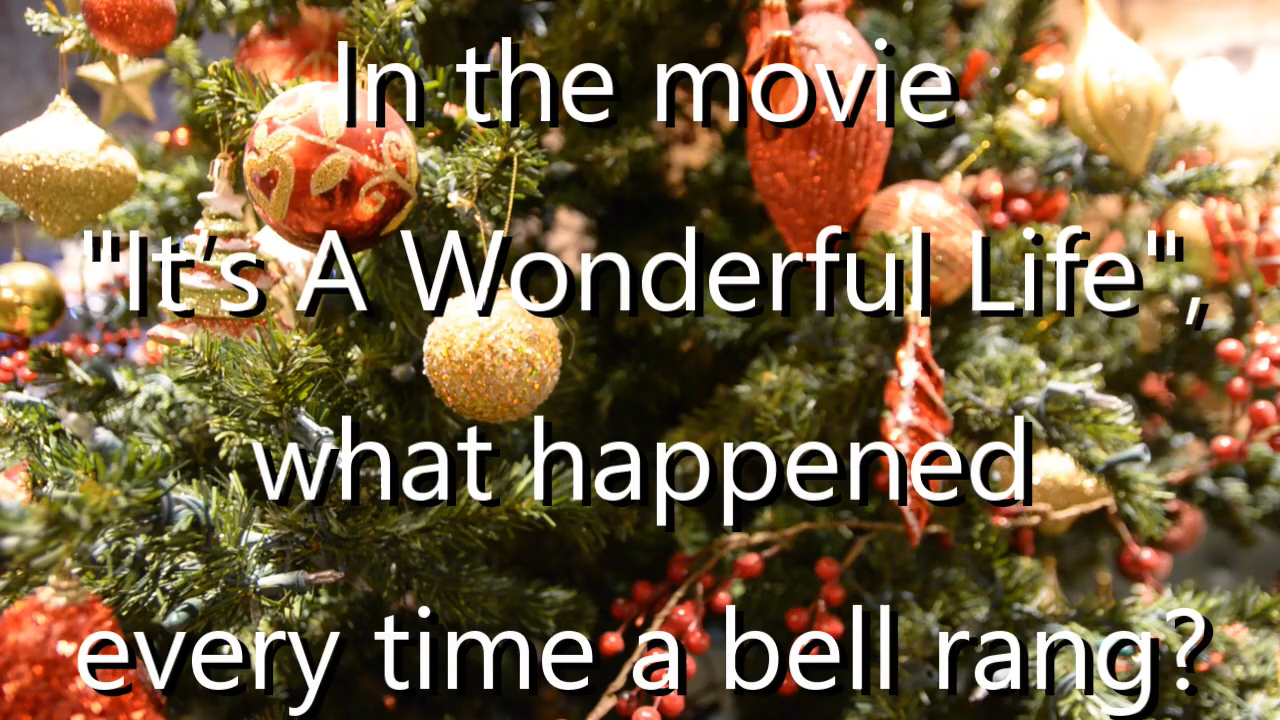 In the movie
"It's A Wonderful Life",
what happened
every time a bell rang?